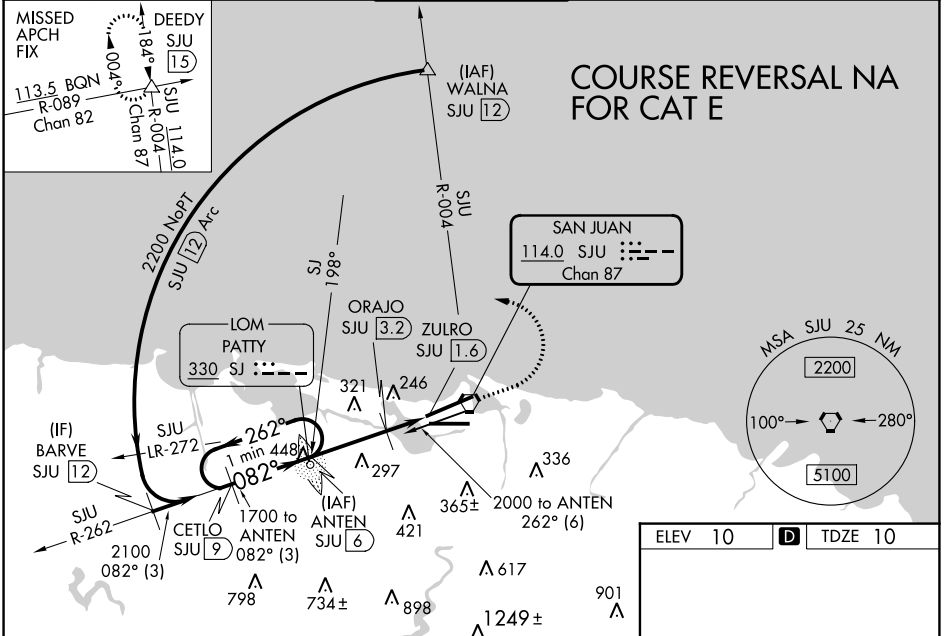 MISSED
APCH
FIX
DEEDY
SJU
15
184°
004°
113.5 BQN
R-089
Chan 82
SJU 114.0
R-004
Chan 87
(IAF)
WALNA
SJU 12
COURSE REVERSAL NA
FOR CAT E
2200 NoPT
SJU 12 Arc
SJU
R-004
SAN JUAN
114.0 SJU
Chan 87
SJ
198°
ORAJO
SJU 3.2
ZULRO
SJU 1.6
LOM
PATTY
330 SJ
MSA SJU 25 NM
2200
100°
280°
5100
321
246
(IF)
BARVE
SJU 12
SJU
LR-272
262°
1 min
448
082°
297
336
365±
2000 to ANTEN
262° (6)
SJU
R-262
CETLO
SJU 9
1700 to
ANTEN
082° (3)
(IAF)
ANTEN
SJU 6
421
2100
082° (3)
617
798
734±
898
901
1249±
ELEV 10
D
TDZE 10